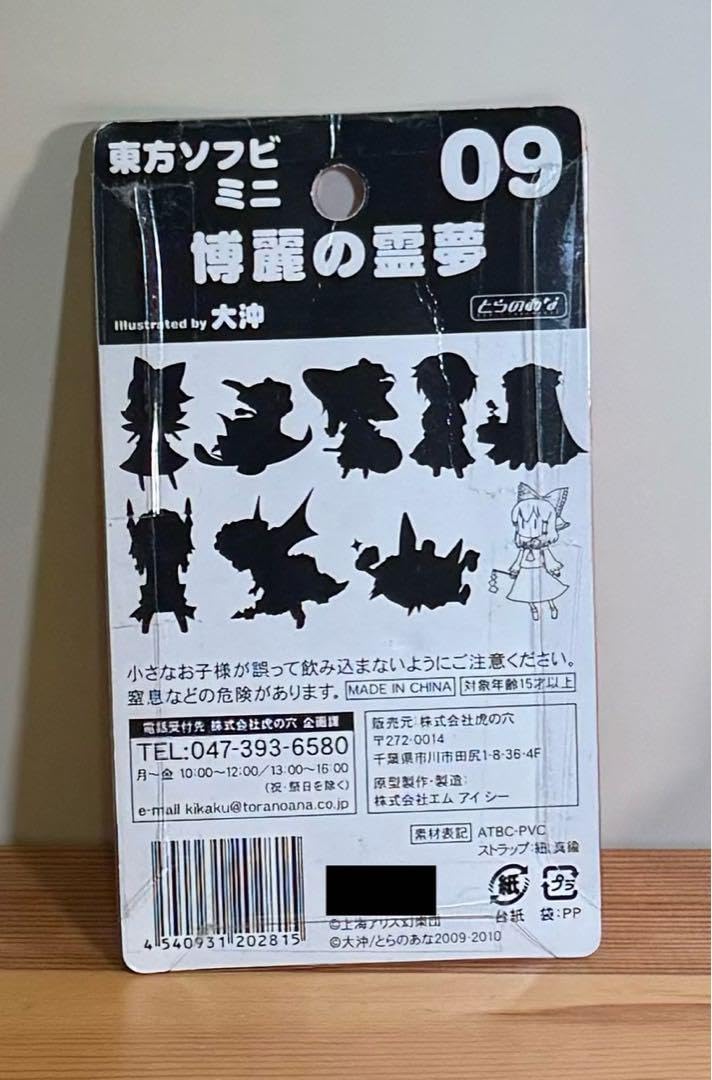 東方ソフビ
ミニ
09
博麗の霊夢
Illustrated by 大沖
とらのあな
小さなお子様が誤って飲み込まないようにご注意ください。
窒息などの危険があります。 MADE IN CHINA 対象年齢15才以上
電話受付先 株式会社虎の穴 企画課
TEL:047-393-6580
月～金 10:00～12:00/13:00～16:00
(祝・祭日を除く)
e-mail kikaku@toranoana.co.jp
販売元:株式会社虎の穴
〒272-0014
千葉県市川市田尻1-8-36-4F
原型製作・製造:
株式会社エム アイ シー
素材表記 ATBC-PVC
ストラップ:紐、真鍮
紙 プラ
台紙 袋:PP
4 540931 202815
©上海アリス幻樂団
©大沖/とらのあな2009-2010